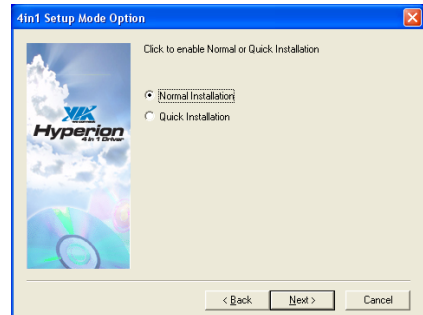 4in1 Setup Mode Option
Click to enable Normal or Quick Installation
Normal Installation
Quick Installation
VIA
Hyperion
4 in 1 Driver
< Back
Next >
Cancel